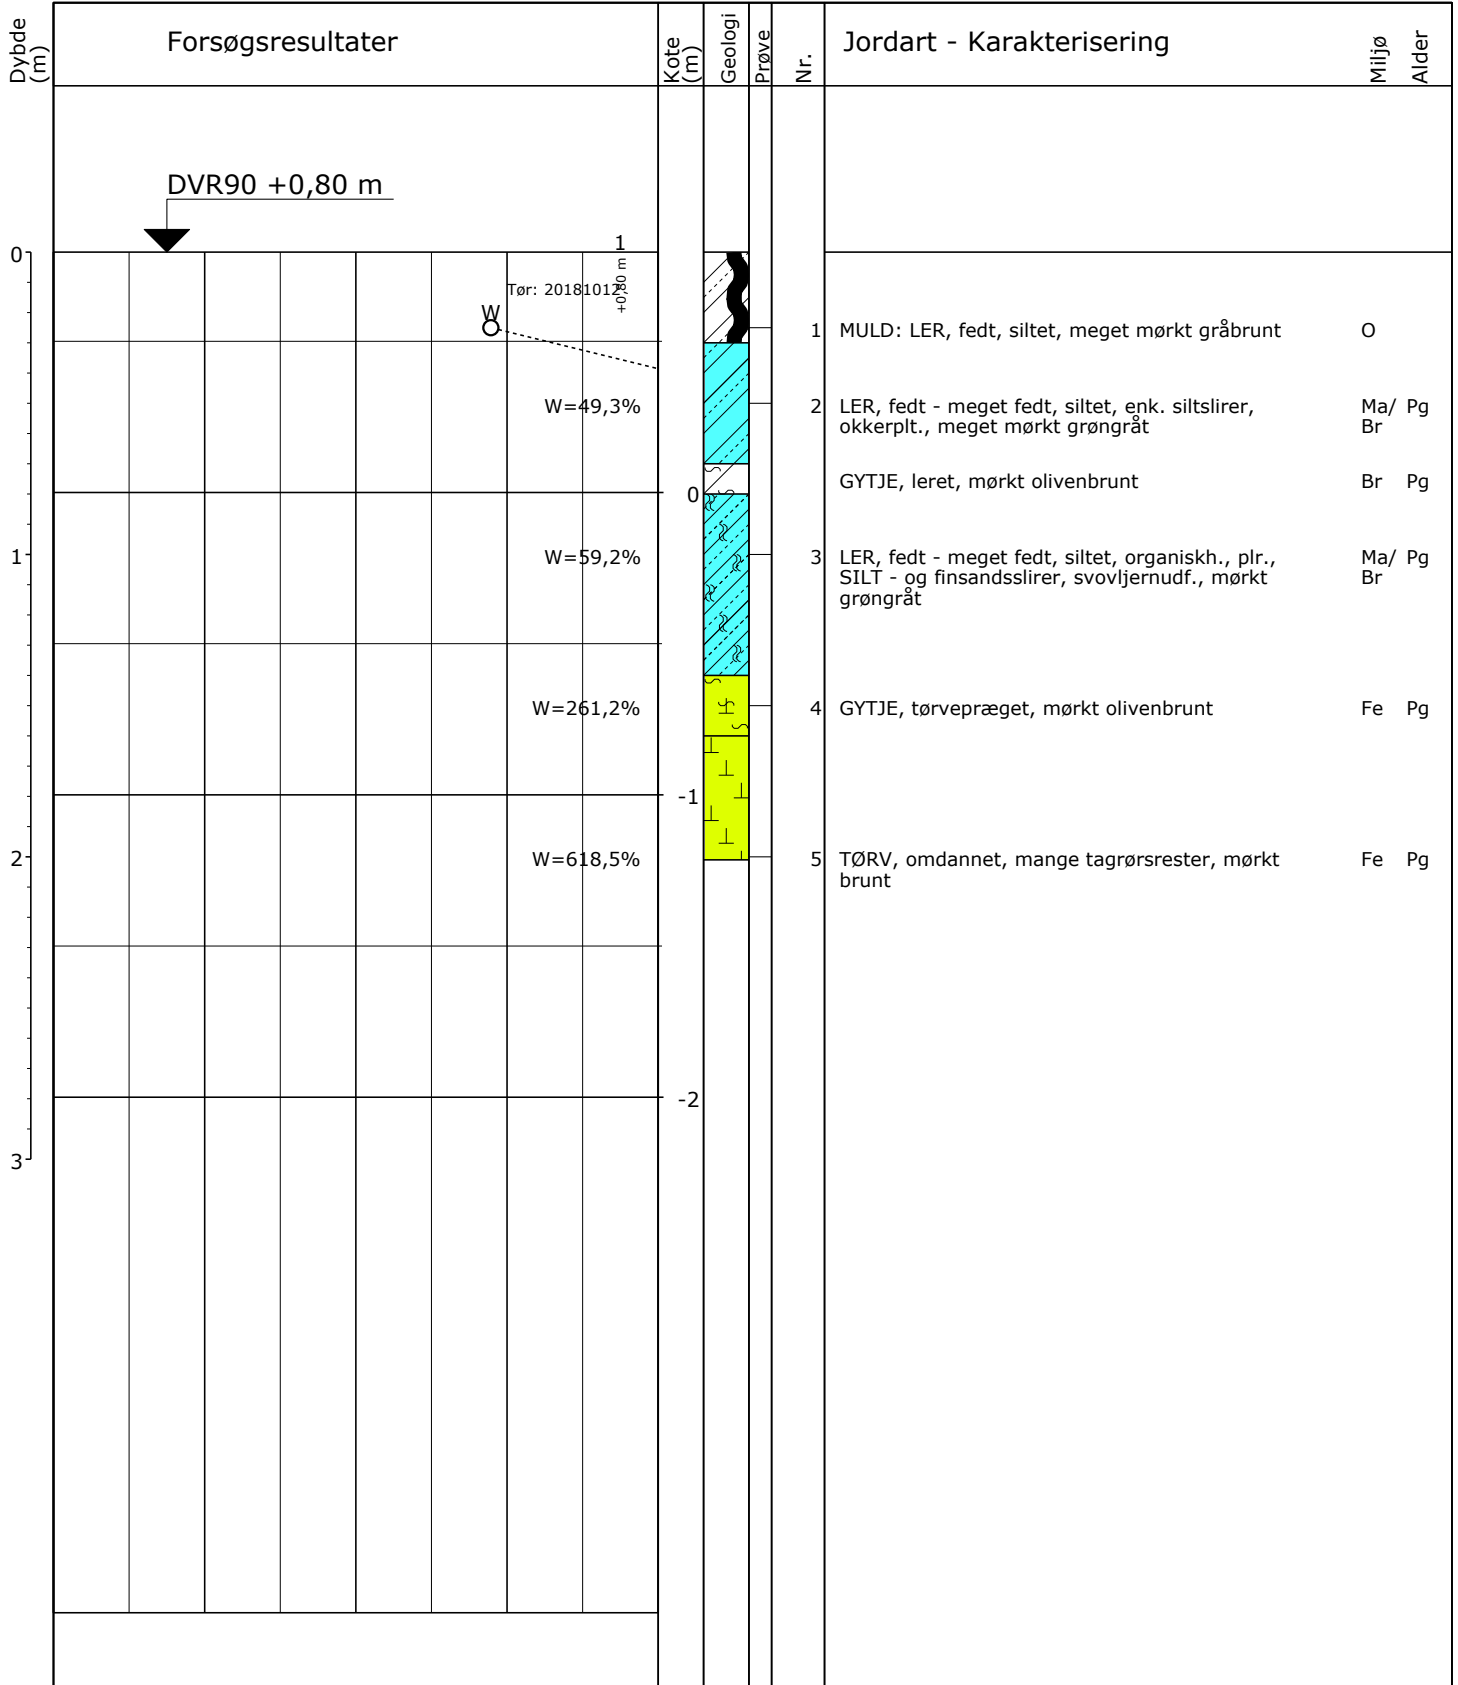 Dybde
(m)
Forsøgsresultater
Kote
(m)
Geologi
Prøve
Nr.
Jordart - Karakterisering
Miljø
Alder
DVR90 +0,80 m
0
1
+0,80 m
Tør: 20181012
W
1 MULD: LER, fedt, siltet, meget mørkt gråbrunt O
W=49,3% 2 LER, fedt - meget fedt, siltet, enk. siltslirer, Ma/ Pg
okkerplt., meget mørkt grøngråt Br
GYTJE, leret, mørkt olivenbrunt Br Pg
0
1 W=59,2% 3 LER, fedt - meget fedt, siltet, organiskh., plr., Ma/ Pg
SILT - og finsandsslirer, svovljernudf., mørkt Br
grøngråt
W=261,2% 4 GYTJE, tørvepræget, mørkt olivenbrunt Fe Pg
-1
2 W=618,5% 5 TØRV, omdannet, mange tagrørsrester, mørkt Fe Pg
brunt
-2
3